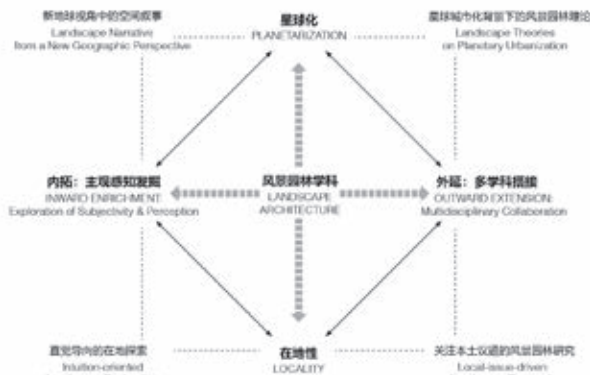 新地球视角中的空间叙事
Landscape Narrative
from a New Geographic Perspective
星球化
PLANETARIZATION
星球城市化背景下的风景园林理论
Landscape Theories
on Planetary Urbanization
内拓：主观感知发掘
INWARD ENRICHMENT:
Exploration of Subjectivity & Perception
风景园林学科
LANDSCAPE
ARCHITECTURE
外延：多学科搭接
OUTWARD EXTENSION:
Multidisciplinary Collaboration
直觉导向的在地探索
Intuition-oriented
在地性
LOCALITY
关注本土议题的风景园林研究
Local-issue-driven